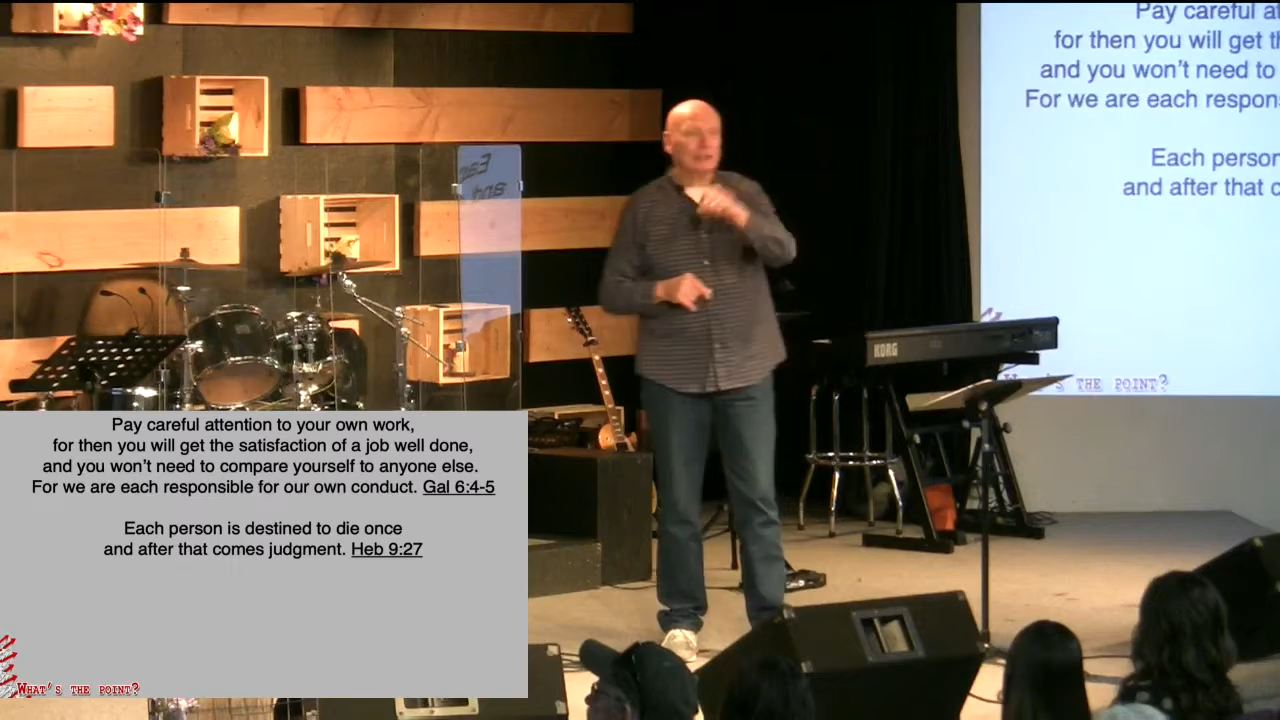 Pay careful at
for then you will get th
and you won't need to
For we are each respons
Each person
and after that c
KORG
's the point?
Pay careful attention to your own work,
for then you will get the satisfaction of a job well done,
and you won't need to compare yourself to anyone else.
For we are each responsible for our own conduct. Gal 6:4-5
Each person is destined to die once
and after that comes judgment. Heb 9:27
What's the point?